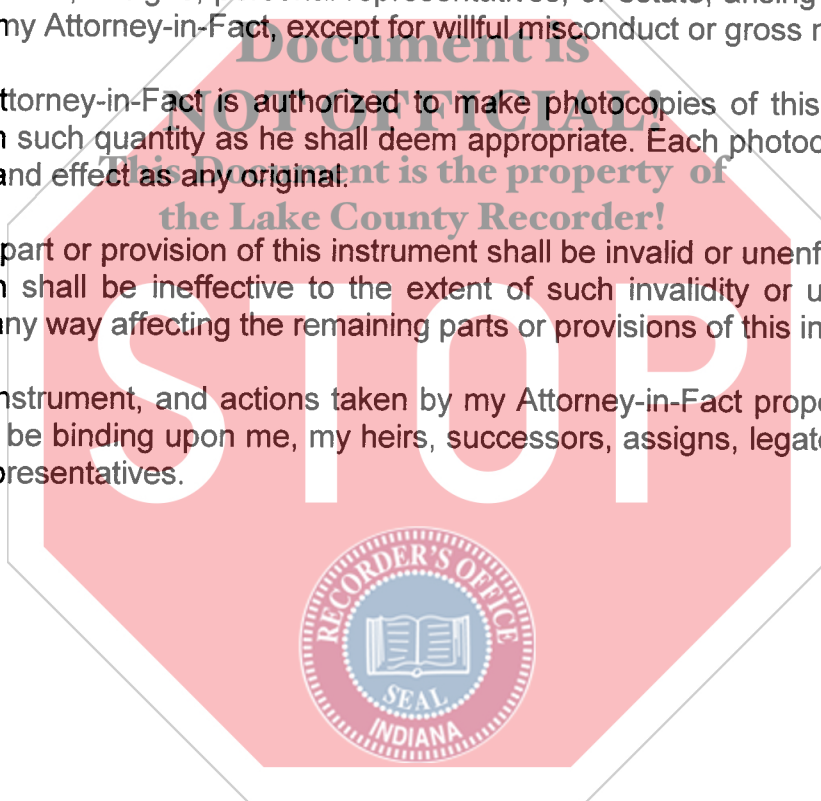 my Attorney-in-Fact, except for willful misconduct or gross
Document is
ttorney-in-Fact is authorized to make photocopies of this
NOT OFFICIAL!
such quantity as he shall deem appropriate. Each photoc
and effect as any original.
This Document is the property of
the Lake County Recorder!
part or provision of this instrument shall be invalid or unenf
shall be ineffective to the extent of such invalidity or u
ny way affecting the remaining parts or provisions of this in
STOP
nstrument, and actions taken by my Attorney-in-Fact prope
be binding upon me, my heirs, successors, assigns, legate
resentatives.
RECORDER'S OFFICE
SEAL
INDIANA